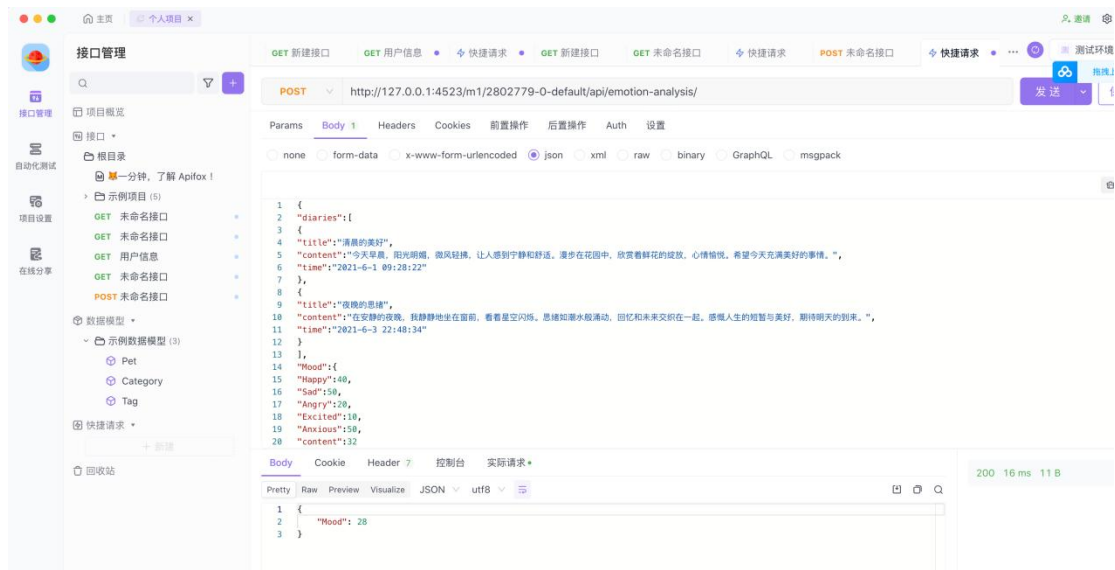 主页
个人项目 ×
邀请
接口管理
自动化测试
项目设置
在线分享
接口管理
项目概览
接口
根目录
一分钟，了解 Apifox！
示例项目 (5)
GET 未命名接口
GET 未命名接口
GET 用户信息
GET 未命名接口
POST 未命名接口
数据模型
示例数据模型 (3)
Pet
Category
Tag
快捷请求
+ 新建
回收站
GET 新建接口 GET 用户信息 快捷请求 GET 新建接口 GET 未命名接口 快捷请求 POST 未命名接口 快捷请求 ··· 测试环境
POST http://127.0.0.1:4523/m1/2802779-0-default/api/emotion-analysis/ 发送
Params Body 1 Headers Cookies 前置操作 后置操作 Auth 设置
none form-data x-www-form-urlencoded json xml raw binary GraphQL msgpack
1 {
2 "diaries":[
3 {
4 "title":"清晨的美好",
5 "content":"今天早晨，阳光明媚，微风轻拂，让人感到宁静和舒适。漫步在花园中，欣赏着鲜花的绽放，心情愉悦。希望今天充满美好的事情。",
6 "time":"2021-6-1 09:28:22"
7 },
8 {
9 "title":"夜晚的思绪",
10 "content":"在安静的夜晚，我静静地坐在窗前，看着星空闪烁。思绪如潮水般涌动，回忆和未来交织在一起。感慨人生的短暂与美好，期待明天的到来。",
11 "time":"2021-6-3 22:48:34"
12 }
13 ],
14 "Mood":{
15 "Happy":40,
16 "Sad":50,
17 "Angry":20,
18 "Excited":10,
19 "Anxious":50,
20 "content":32
Body Cookie Header 7 控制台 实际请求
200 16 ms 11 B
Pretty Raw Preview Visualize JSON utf8
1 {
2 "Mood": 28
3 }